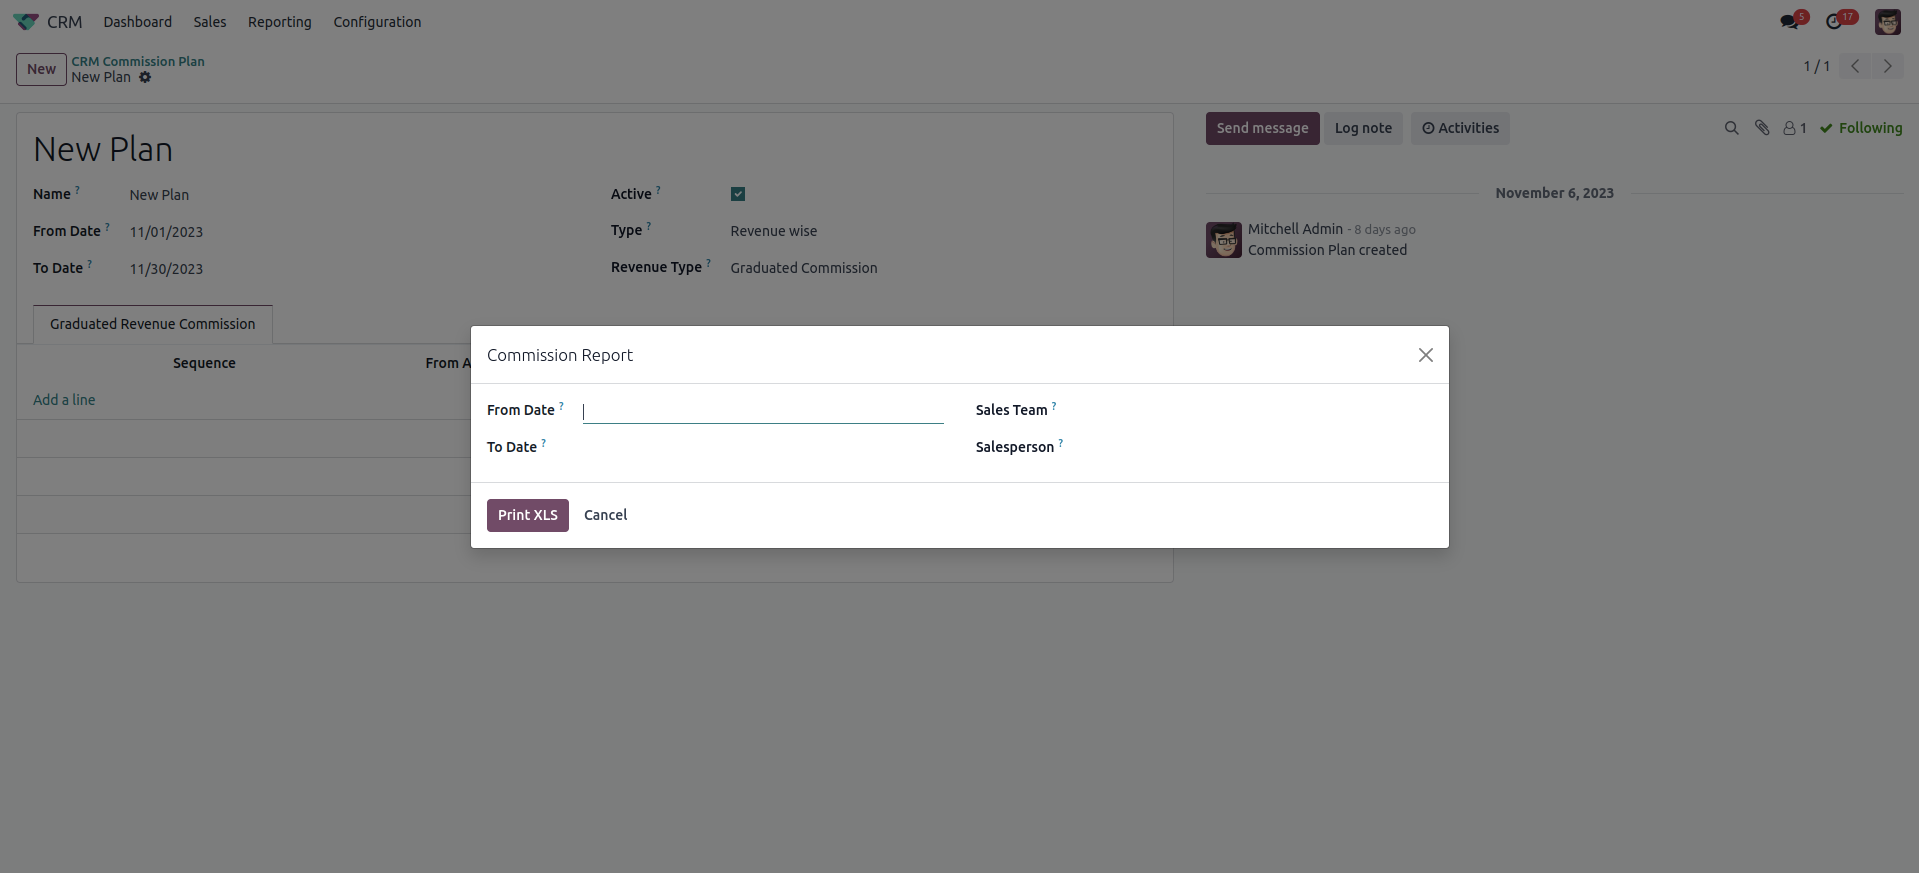 CRM Dashboard Sales Reporting Configuration 5 17
New CRM Commission Plan
New Plan
1 / 1
New Plan
Name ? New Plan
From Date ? 11/01/2023
To Date ? 11/30/2023
Active ?
Type ? Revenue wise
Revenue Type ? Graduated Commission
Graduated Revenue Commission
Sequence From A
Add a line
Send message Log note Activities 1 Following
November 6, 2023
Mitchell Admin - 8 days ago
Commission Plan created
Commission Report
From Date ?
To Date ?
Sales Team ?
Salesperson ?
Print XLS Cancel